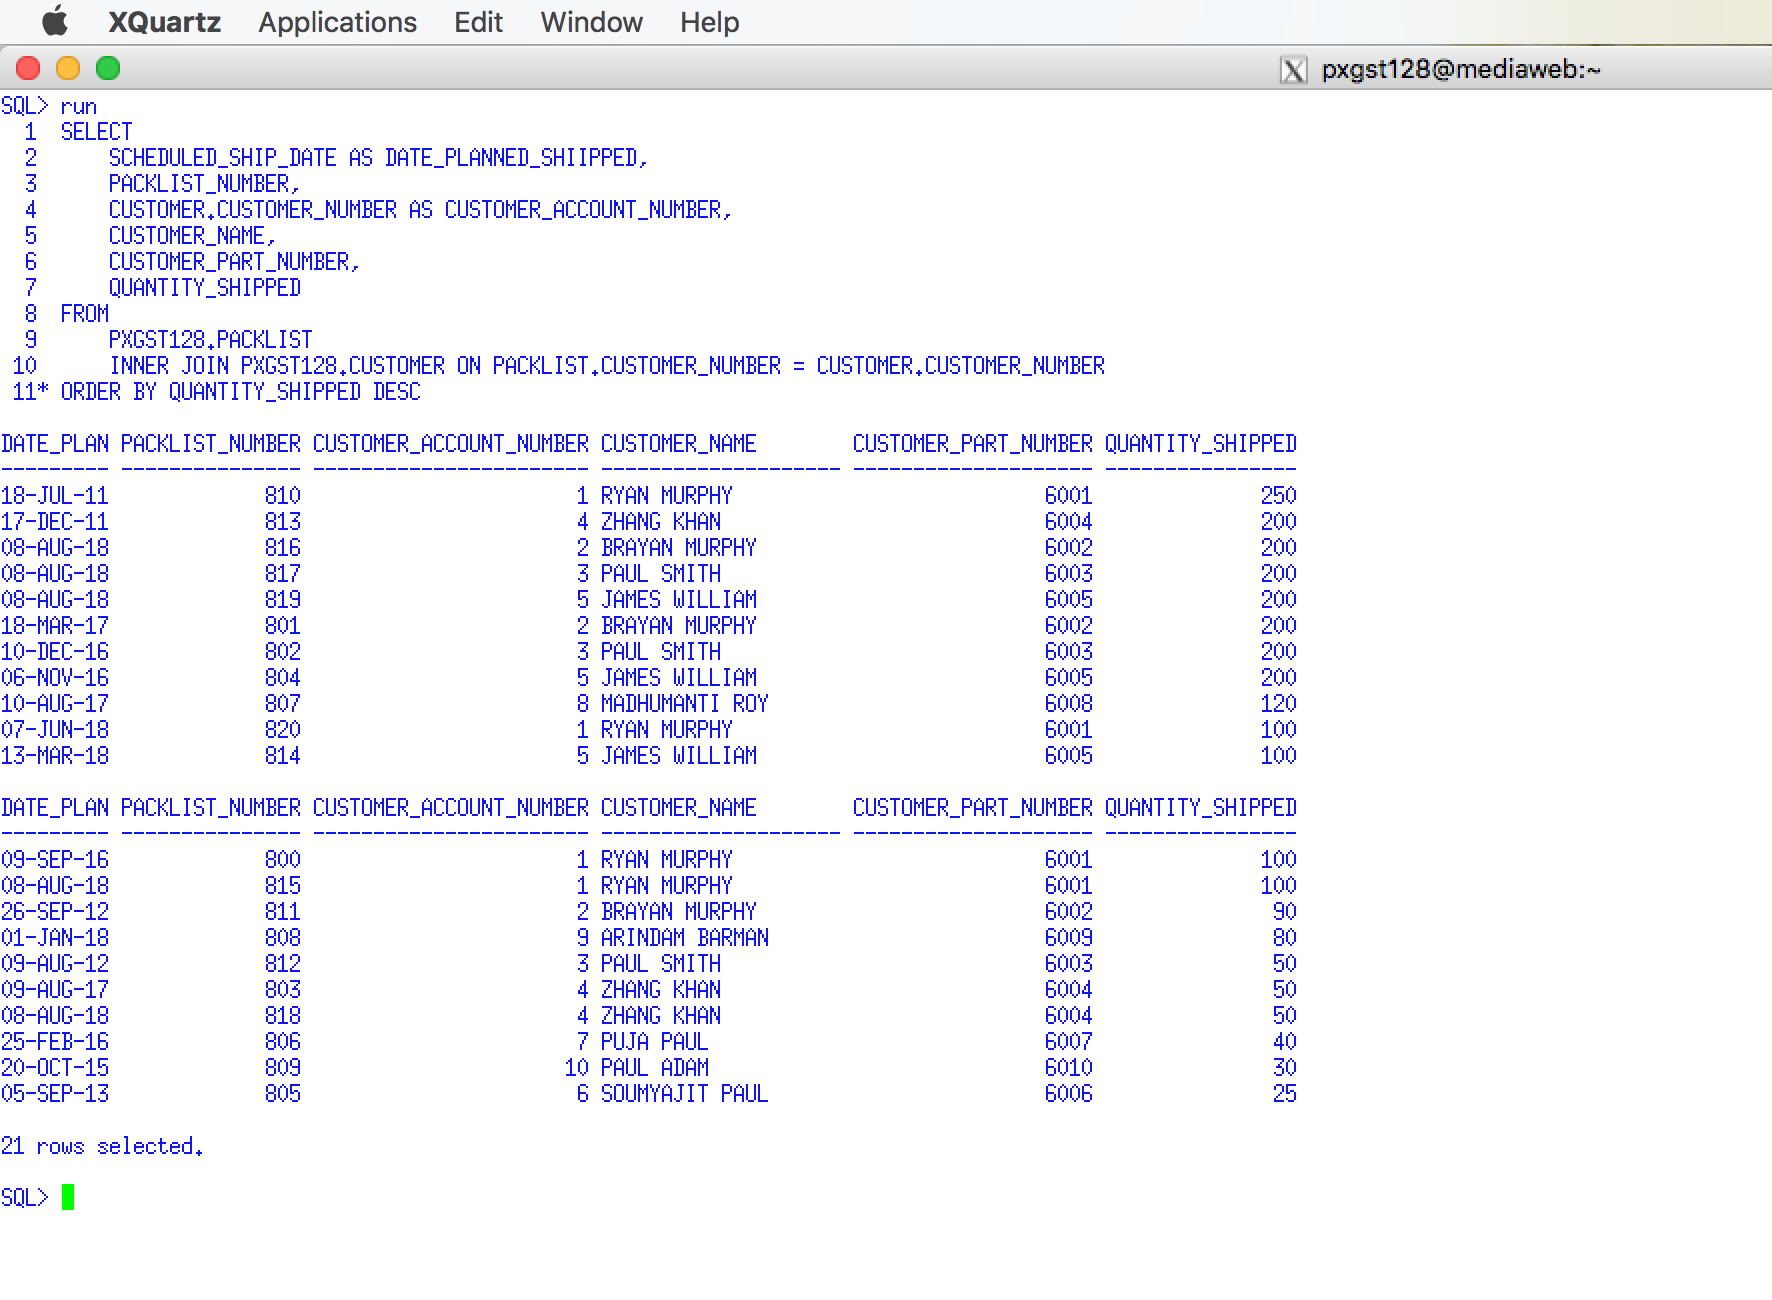 XQuartz Applications Edit Window Help
X pxgst128@mediaweb:~
SQL> run
  1  SELECT
  2      SCHEDULED_SHIP_DATE AS DATE_PLANNED_SHIIPPED,
  3      PACKLIST_NUMBER,
  4      CUSTOMER.CUSTOMER_NUMBER AS CUSTOMER_ACCOUNT_NUMBER,
  5      CUSTOMER_NAME,
  6      CUSTOMER_PART_NUMBER,
  7      QUANTITY_SHIPPED
  8  FROM
  9      PXGST128.PACKLIST
 10      INNER JOIN PXGST128.CUSTOMER ON PACKLIST.CUSTOMER_NUMBER = CUSTOMER.CUSTOMER_NUMBER
 11* ORDER BY QUANTITY_SHIPPED DESC
DATE_PLAN PACKLIST_NUMBER CUSTOMER_ACCOUNT_NUMBER CUSTOMER_NAME        CUSTOMER_PART_NUMBER QUANTITY_SHIPPED
--------- --------------- ----------------------- -------------------- -------------------- ----------------
18-JUL-11             810                       1 RYAN MURPHY                          6001              250
17-DEC-11             813                       4 ZHANG KHAN                           6004              200
08-AUG-18             816                       2 BRAYAN MURPHY                        6002              200
08-AUG-18             817                       3 PAUL SMITH                           6003              200
08-AUG-18             819                       5 JAMES WILLIAM                        6005              200
18-MAR-17             801                       2 BRAYAN MURPHY                        6002              200
10-DEC-16             802                       3 PAUL SMITH                           6003              200
06-NOV-16             804                       5 JAMES WILLIAM                        6005              200
10-AUG-17             807                       8 MADHUMANTI ROY                       6008              120
07-JUN-18             820                       1 RYAN MURPHY                          6001              100
13-MAR-18             814                       5 JAMES WILLIAM                        6005              100
DATE_PLAN PACKLIST_NUMBER CUSTOMER_ACCOUNT_NUMBER CUSTOMER_NAME        CUSTOMER_PART_NUMBER QUANTITY_SHIPPED
--------- --------------- ----------------------- -------------------- -------------------- ----------------
09-SEP-16             800                       1 RYAN MURPHY                          6001              100
08-AUG-18             815                       1 RYAN MURPHY                          6001              100
26-SEP-12             811                       2 BRAYAN MURPHY                        6002               90
01-JAN-18             808                       9 ARINDAM BARMAN                       6009               80
09-AUG-12             812                       3 PAUL SMITH                           6003               50
09-AUG-17             803                       4 ZHANG KHAN                           6004               50
08-AUG-18             818                       4 ZHANG KHAN                           6004               50
25-FEB-16             806                       7 PUJA PAUL                            6007               40
20-OCT-15             809                      10 PAUL ADAM                            6010               30
05-SEP-13             805                       6 SOUMYAJIT PAUL                       6006               25
21 rows selected.
SQL>